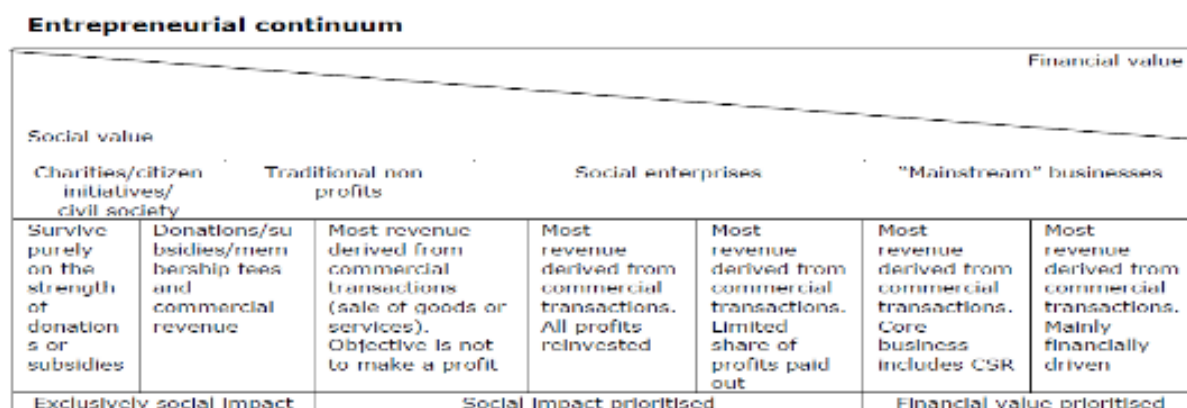 Entrepreneurial continuum
Financial value
Social value
Charities/citizen
initiatives/
civil society
Traditional non
profits
Social enterprises
"Mainstream" businesses
Survive
purely
on the
strength
of
donation
s or
subsidies
Donations/su
bsidies/mem
bership fees
and
commercial
revenue
Most revenue
derived from
commercial
transactions
(sale of goods or
services).
Objective is not
to make a profit
Most
revenue
derived from
commercial
transactions.
All profits
reinvested
Most
revenue
derived from
commercial
transactions.
Limited
share of
profits paid
out
Most
revenue
derived from
commercial
transactions.
Core
business
includes CSR
Most
revenue
derived from
commercial
transactions.
Mainly
financially
driven
Exclusively social impact
Social impact prioritised
Financial value prioritised